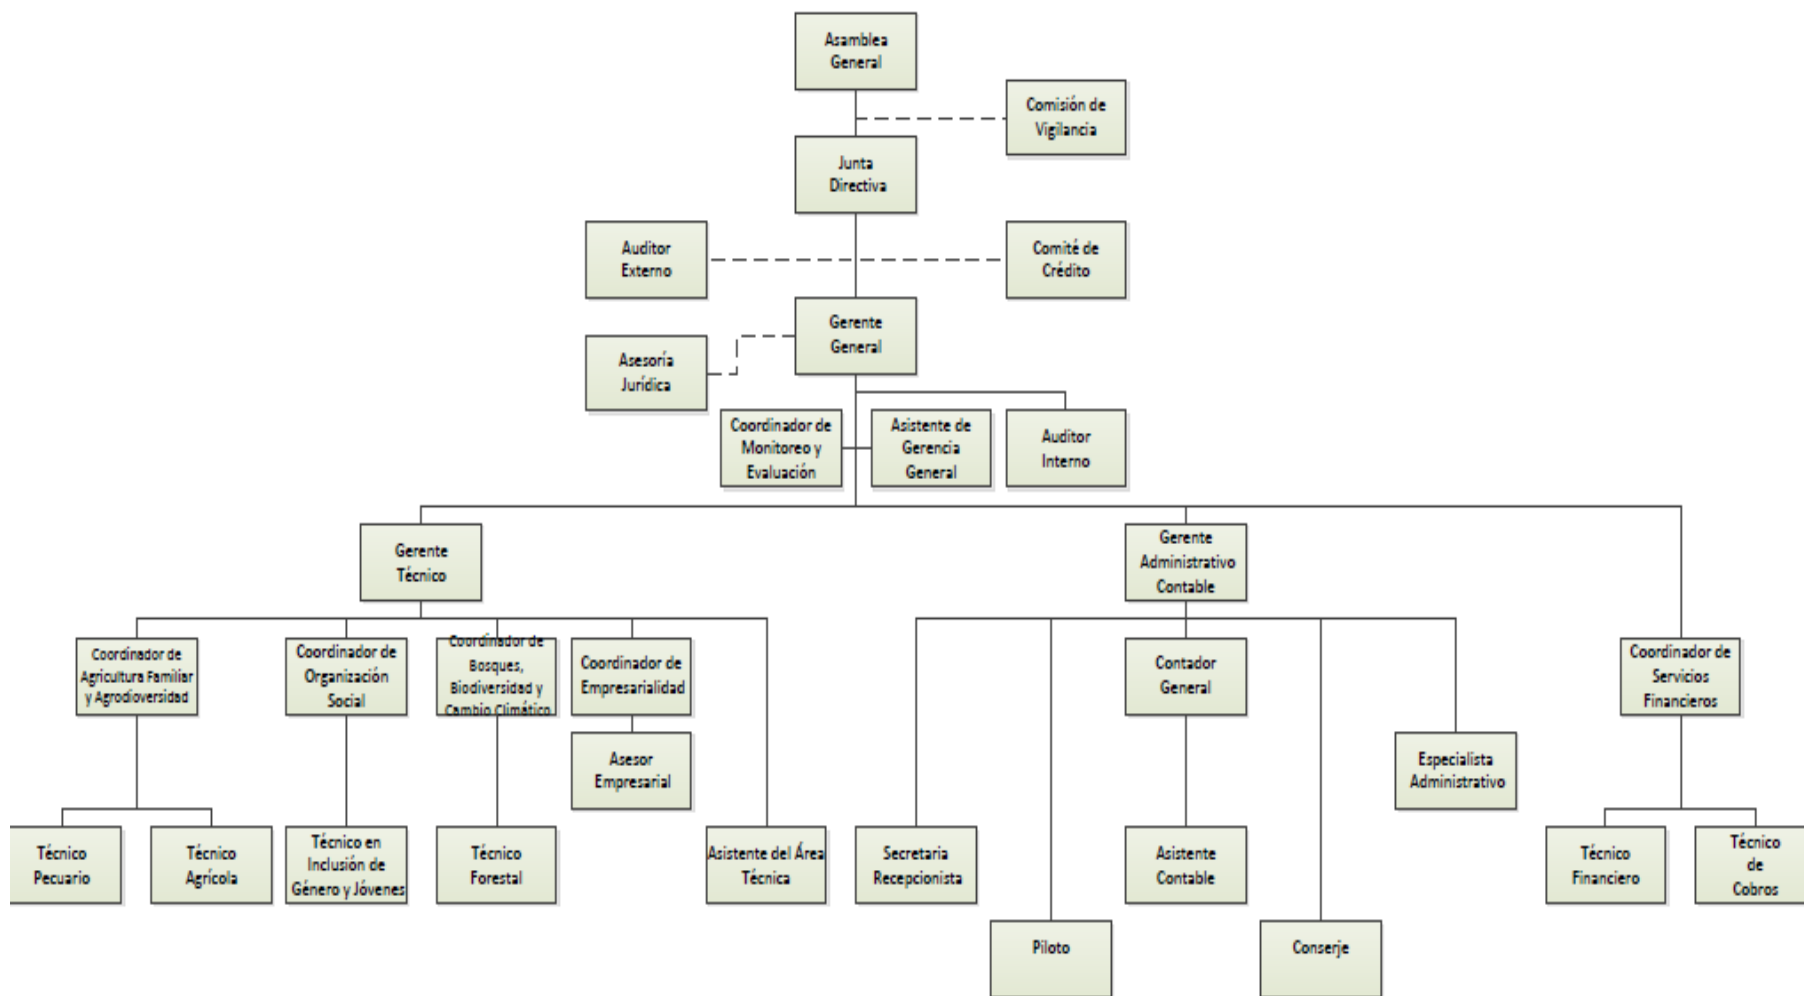 Asamblea
General
Comisión de
Vigilancia
Junta
Directiva
Auditor
Externo
Comité de
Crédito
Gerente
General
Asesoría
Jurídica
Coordinador de
Monitoreo y
Evaluación
Asistente de
Gerencia
General
Auditor
Interno
Gerente
Técnico
Gerente
Administrativo
Contable
Coordinador de
Agricultura Familiar
y Agrodioversidad
Coordinador de
Organización
Social
Coordinador de
Bosques,
Biodiversidad y
Cambio Climático
Coordinador de
Empresarialidad
Contador
General
Coordinador de
Servicios
Financieros
Asesor
Empresarial
Especialista
Administrativo
Técnico
Pecuario
Técnico
Agrícola
Técnico en
Inclusión de
Género y Jóvenes
Técnico
Forestal
Asistente del Área
Técnica
Secretaria
Recepcionista
Asistente
Contable
Técnico
Financiero
Técnico
de
Cobros
Piloto
Conserje